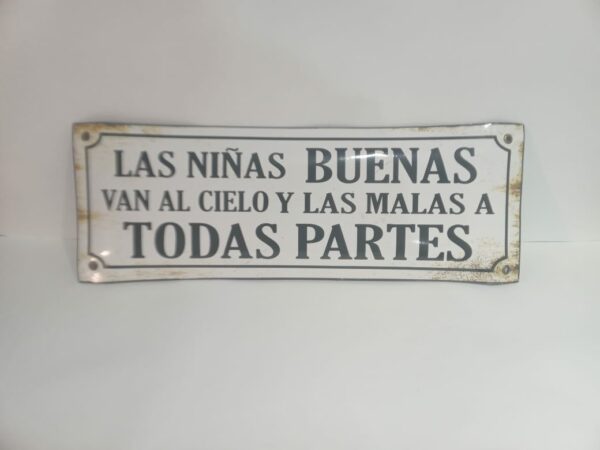 LAS NIÑAS BUENAS
VAN AL CIELO Y LAS MALAS A
TODAS PARTES